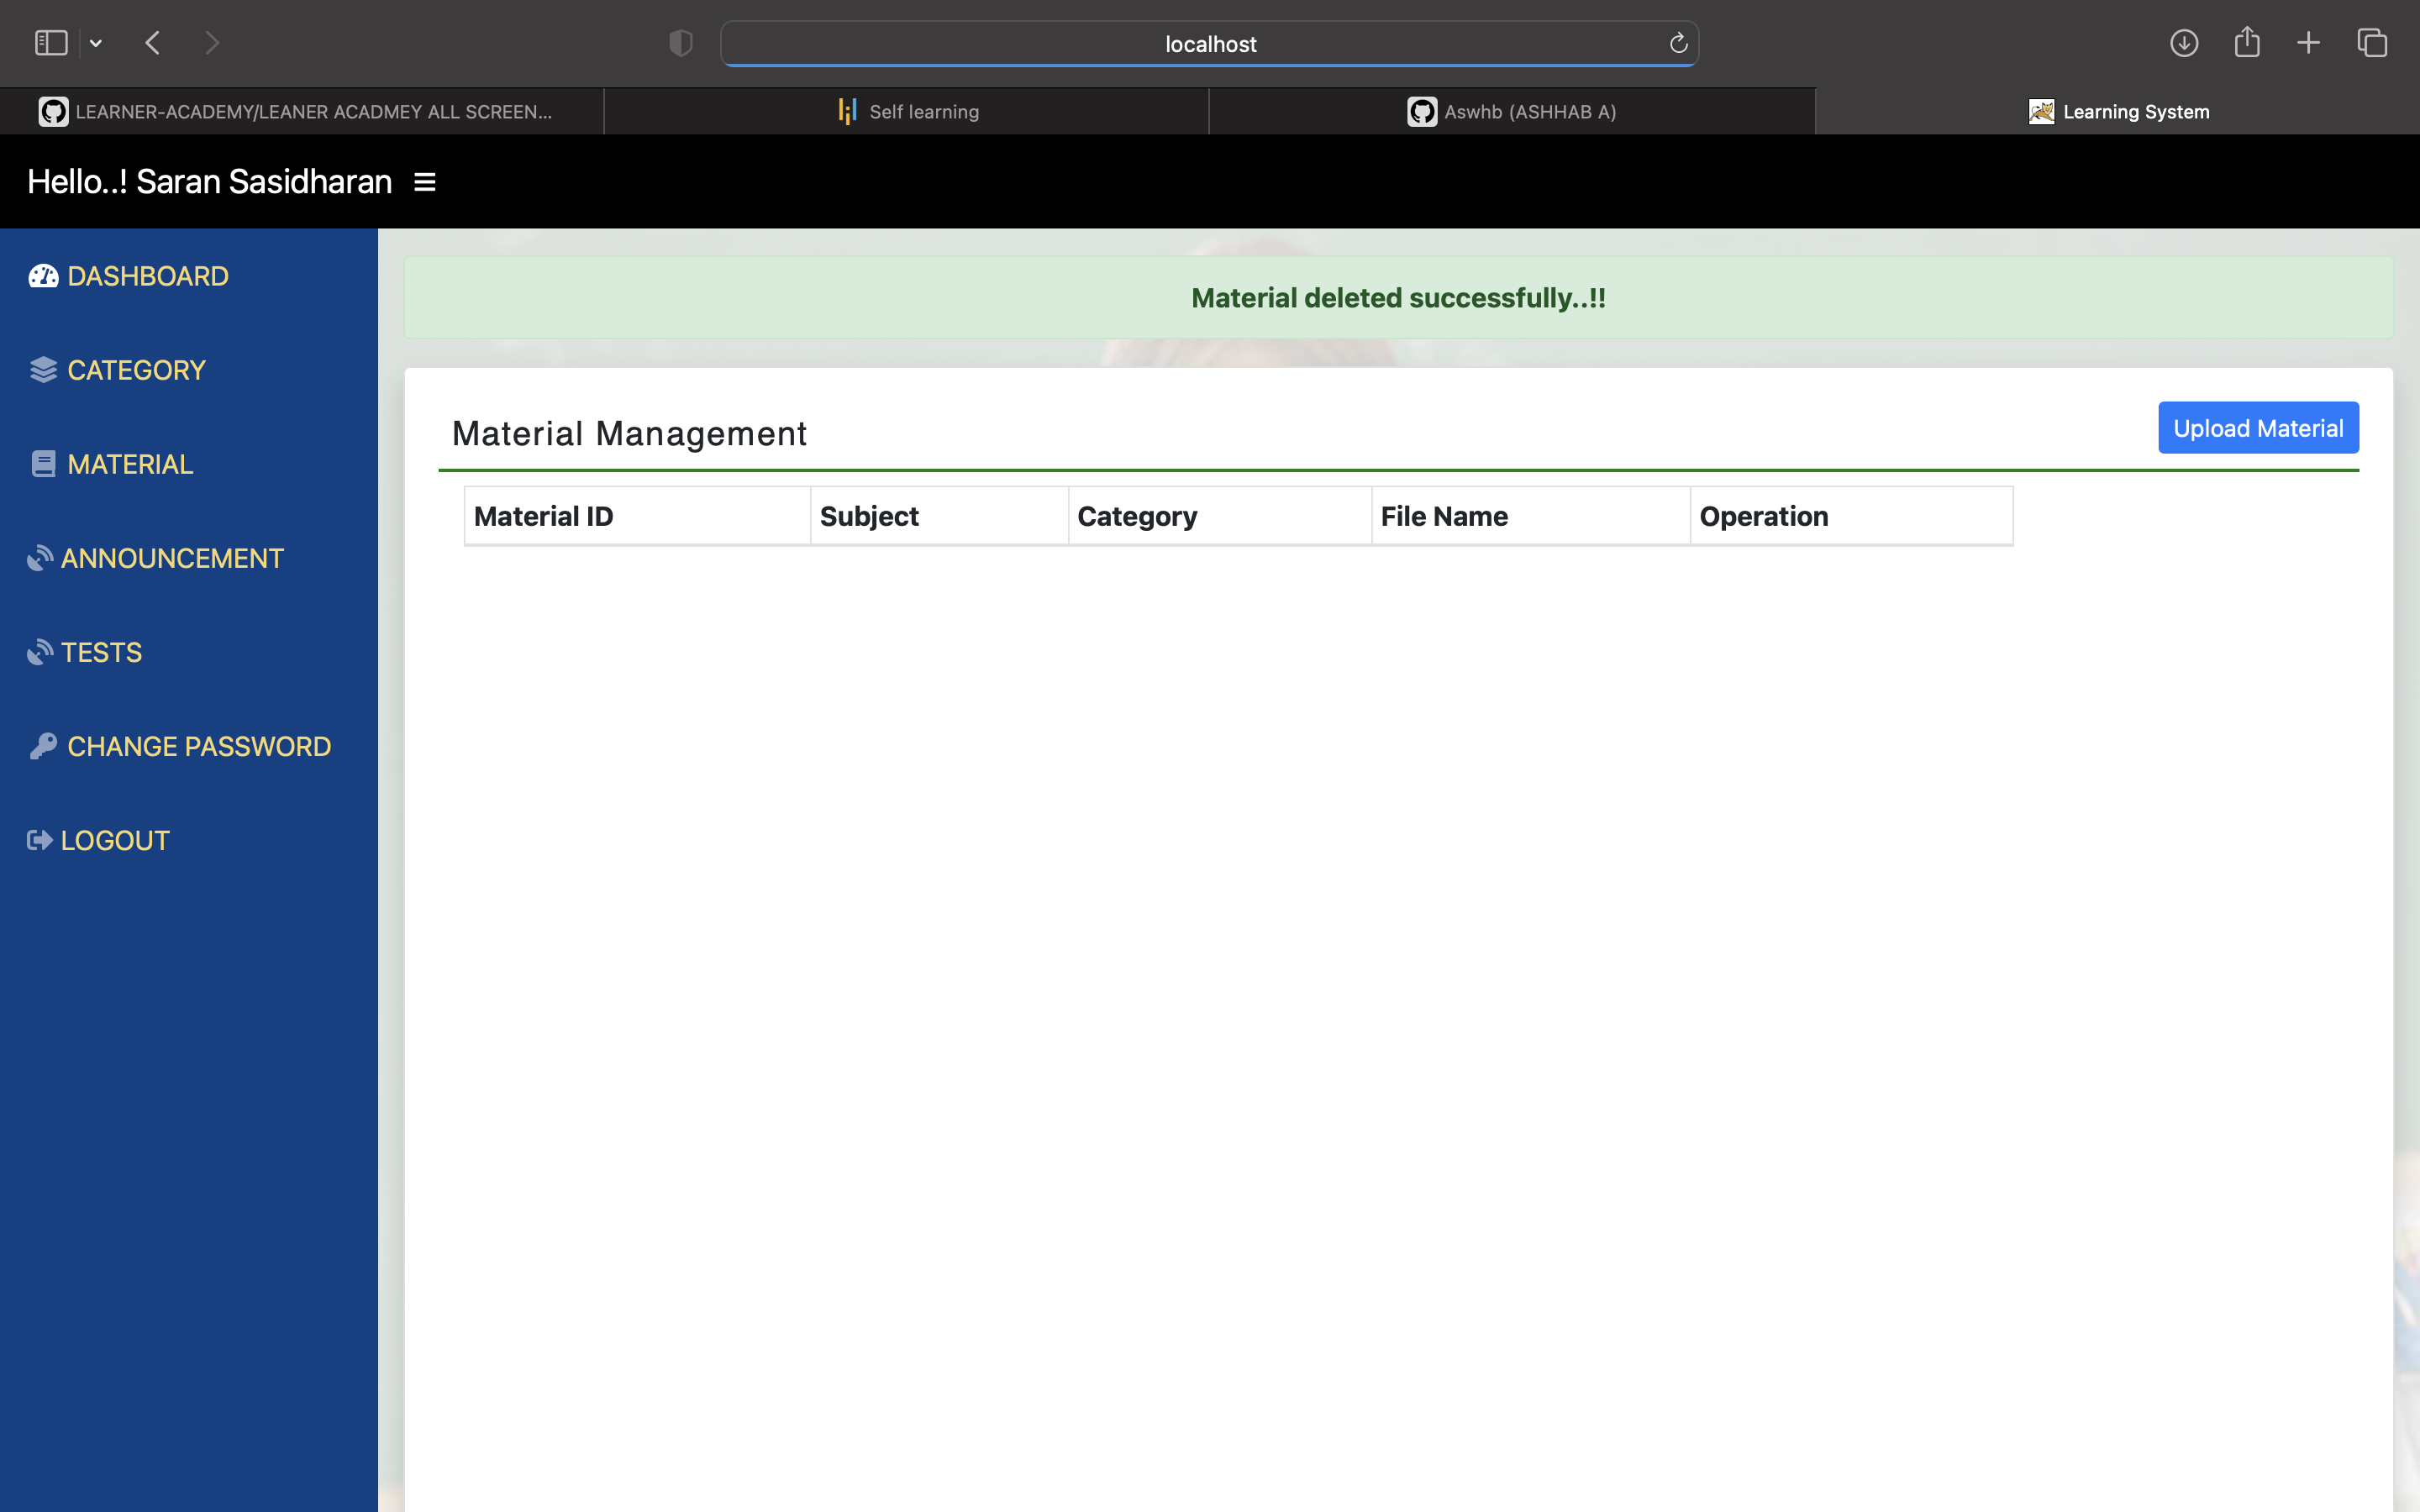 localhost
LEARNER-ACADEMY/LEANER ACADMEY ALL SCREEN...
Self learning
Aswhb (ASHHAB A)
Learning System
Hello..! Saran Sasidharan
DASHBOARD
CATEGORY
MATERIAL
ANNOUNCEMENT
TESTS
CHANGE PASSWORD
LOGOUT
Material deleted successfully..!!
Material Management
Upload Material
Material ID Subject Category File Name Operation